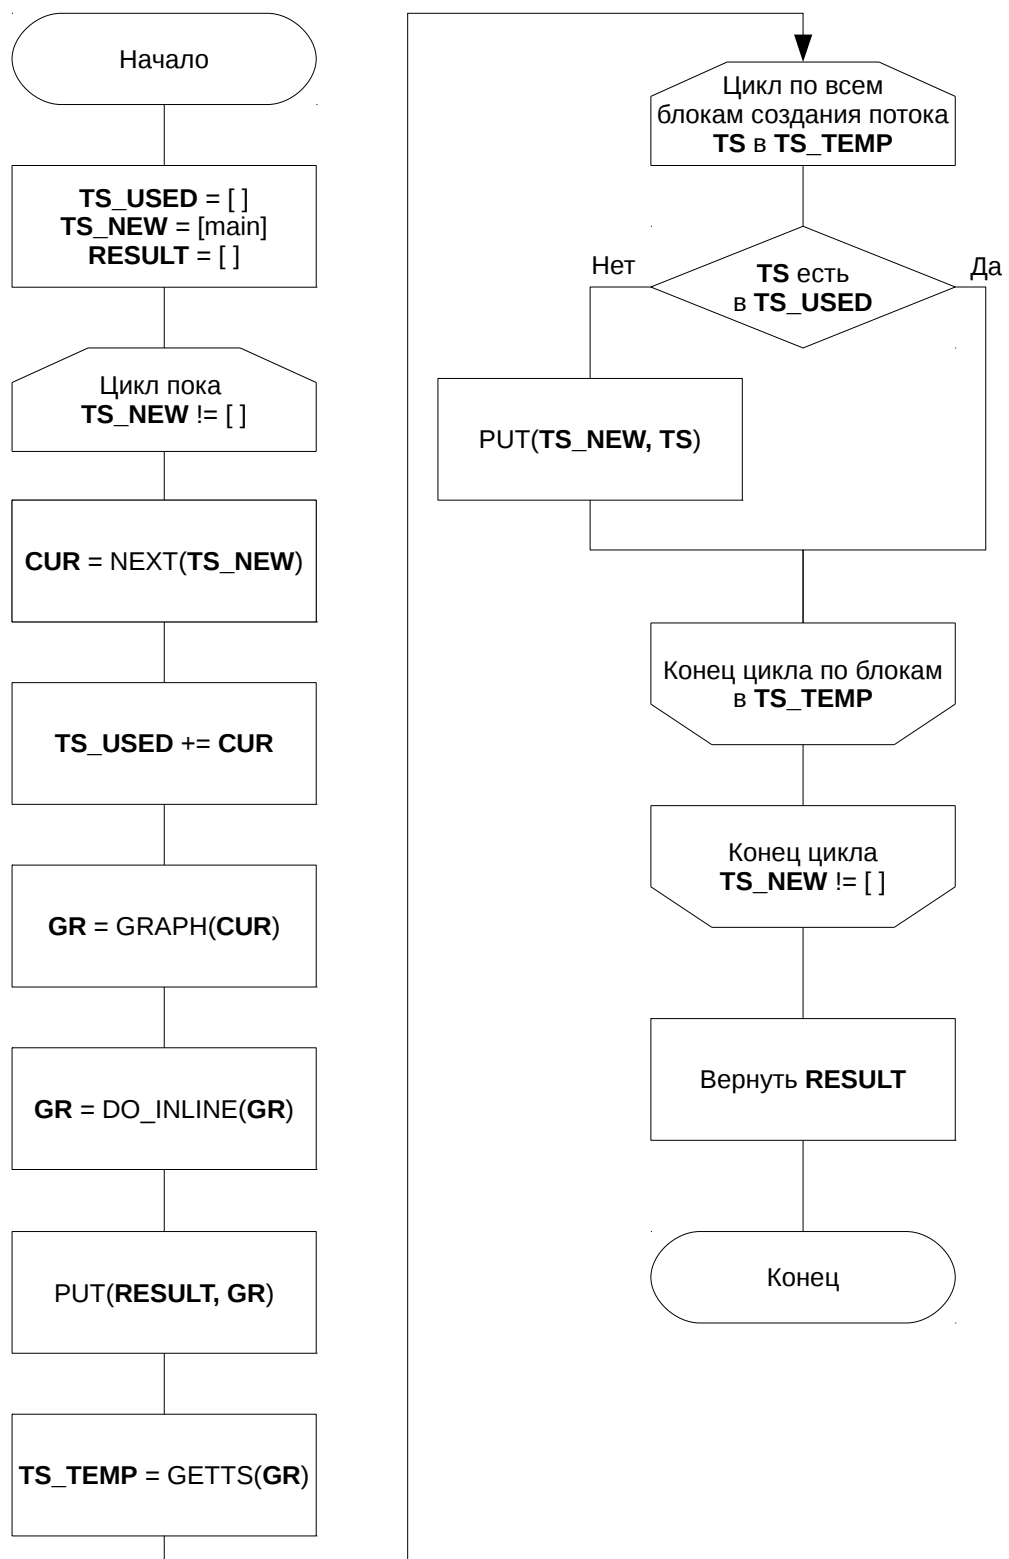 Начало
TS_USED = [ ]
TS_NEW = [main]
RESULT = [ ]
Цикл пока
TS_NEW != [ ]
CUR = NEXT(TS_NEW)
TS_USED += CUR
GR = GRAPH(CUR)
GR = DO_INLINE(GR)
PUT(RESULT, GR)
TS_TEMP = GETTS(GR)
Цикл по всем
блокам создания потока
TS в TS_TEMP
Нет
TS есть
в TS_USED
Да
PUT(TS_NEW, TS)
Конец цикла по блокам
в TS_TEMP
Конец цикла
TS_NEW != [ ]
Вернуть RESULT
Конец